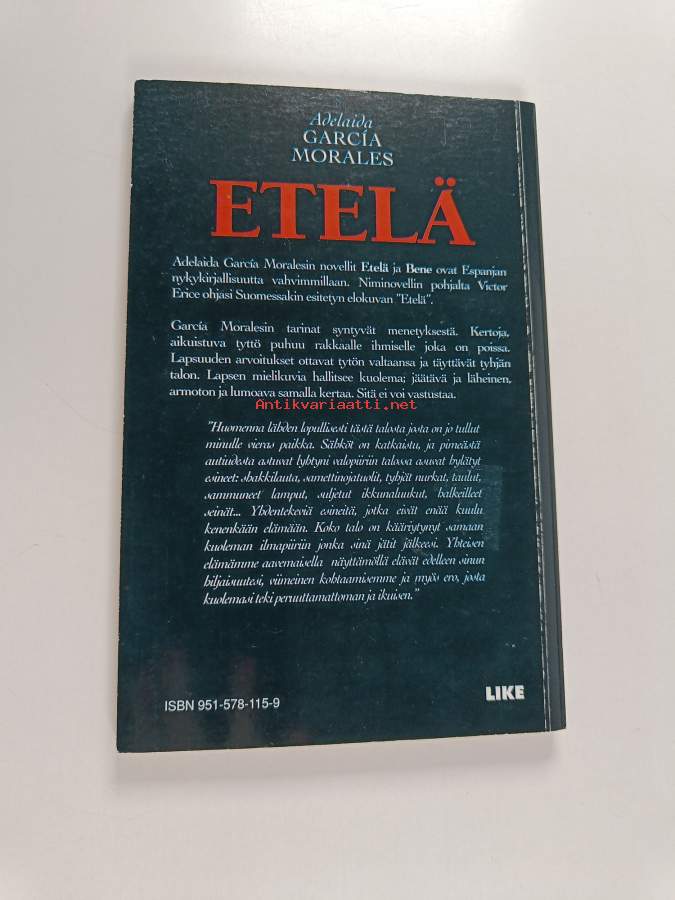 Adelaida
GARCÍA
MORALES
ETELÄ
Adelaida García Moralesin novellit Etelä ja Bene ovat Espanjan
nykykirjallisuutta vahvimmillaan. Niminovellin pohjalta Victor
Erice ohjasi Suomessakin esitetyn elokuvan "Etelä".
García Moralesin tarinat syntyvät menetyksestä. Kertoja,
aikuistuva tyttö puhuu rakkaalle ihmiselle joka on poissa.
Lapsuuden arvoitukset ottavat tytön valtaansa ja täyttävät tyhjän
talon. Lapsen mielikuvia hallitsee kuolema; jäätävä ja läheinen,
armoton ja lumoava samalla kertaa. Sitä ei voi vastustaa.
Antikvariaatti.net
"Huomenna lähden lopullisesti tästä talosta josta on jo tullut
minulle vieras paikka. Sähköt on katkaistu, ja pimeästä
autiudesta astuvat lyhtyni valopiiriin talossa asuvat hylätyt
esineet: shakkilauta, samettinojatuolit, tyhjät nurkat, taulut,
sammuneet lamput, suljetut ikkunaluukut, halkeilleet
seinät... Yhdentekeviä esineitä, jotka eivät enää kuulu
kenenkään elämään. Koko talo on kääriytynyt samaan
kuoleman ilmapiiriin jonka sinä jätit jälkeesi. Yhteisen
elämämme aavemaisella näyttämöllä elävät edelleen sinun
hiljaisuutesi, viimeinen kohtaamisemme ja myös ero, josta
kuolemasi teki peruuttamattoman ja ikuisen."
LIKE
ISBN 951-578-115-9